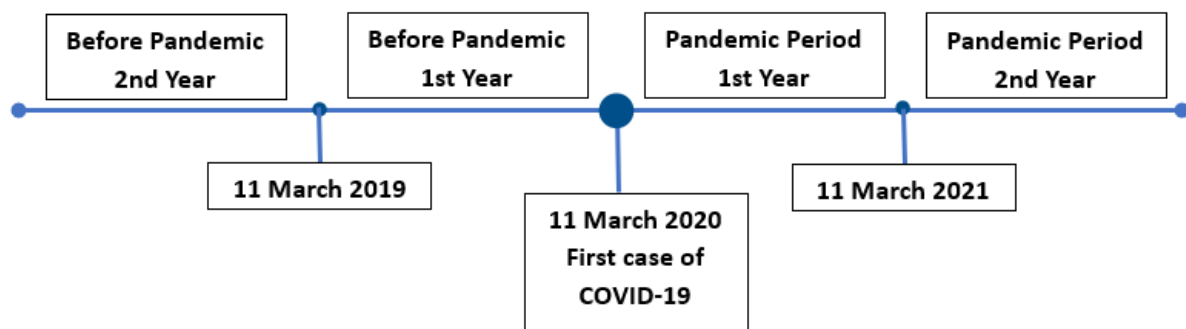 Before Pandemic
2nd Year
Before Pandemic
1st Year
Pandemic Period
1st Year
Pandemic Period
2nd Year
11 March 2019
11 March 2020
First case of
COVID-19
11 March 2021